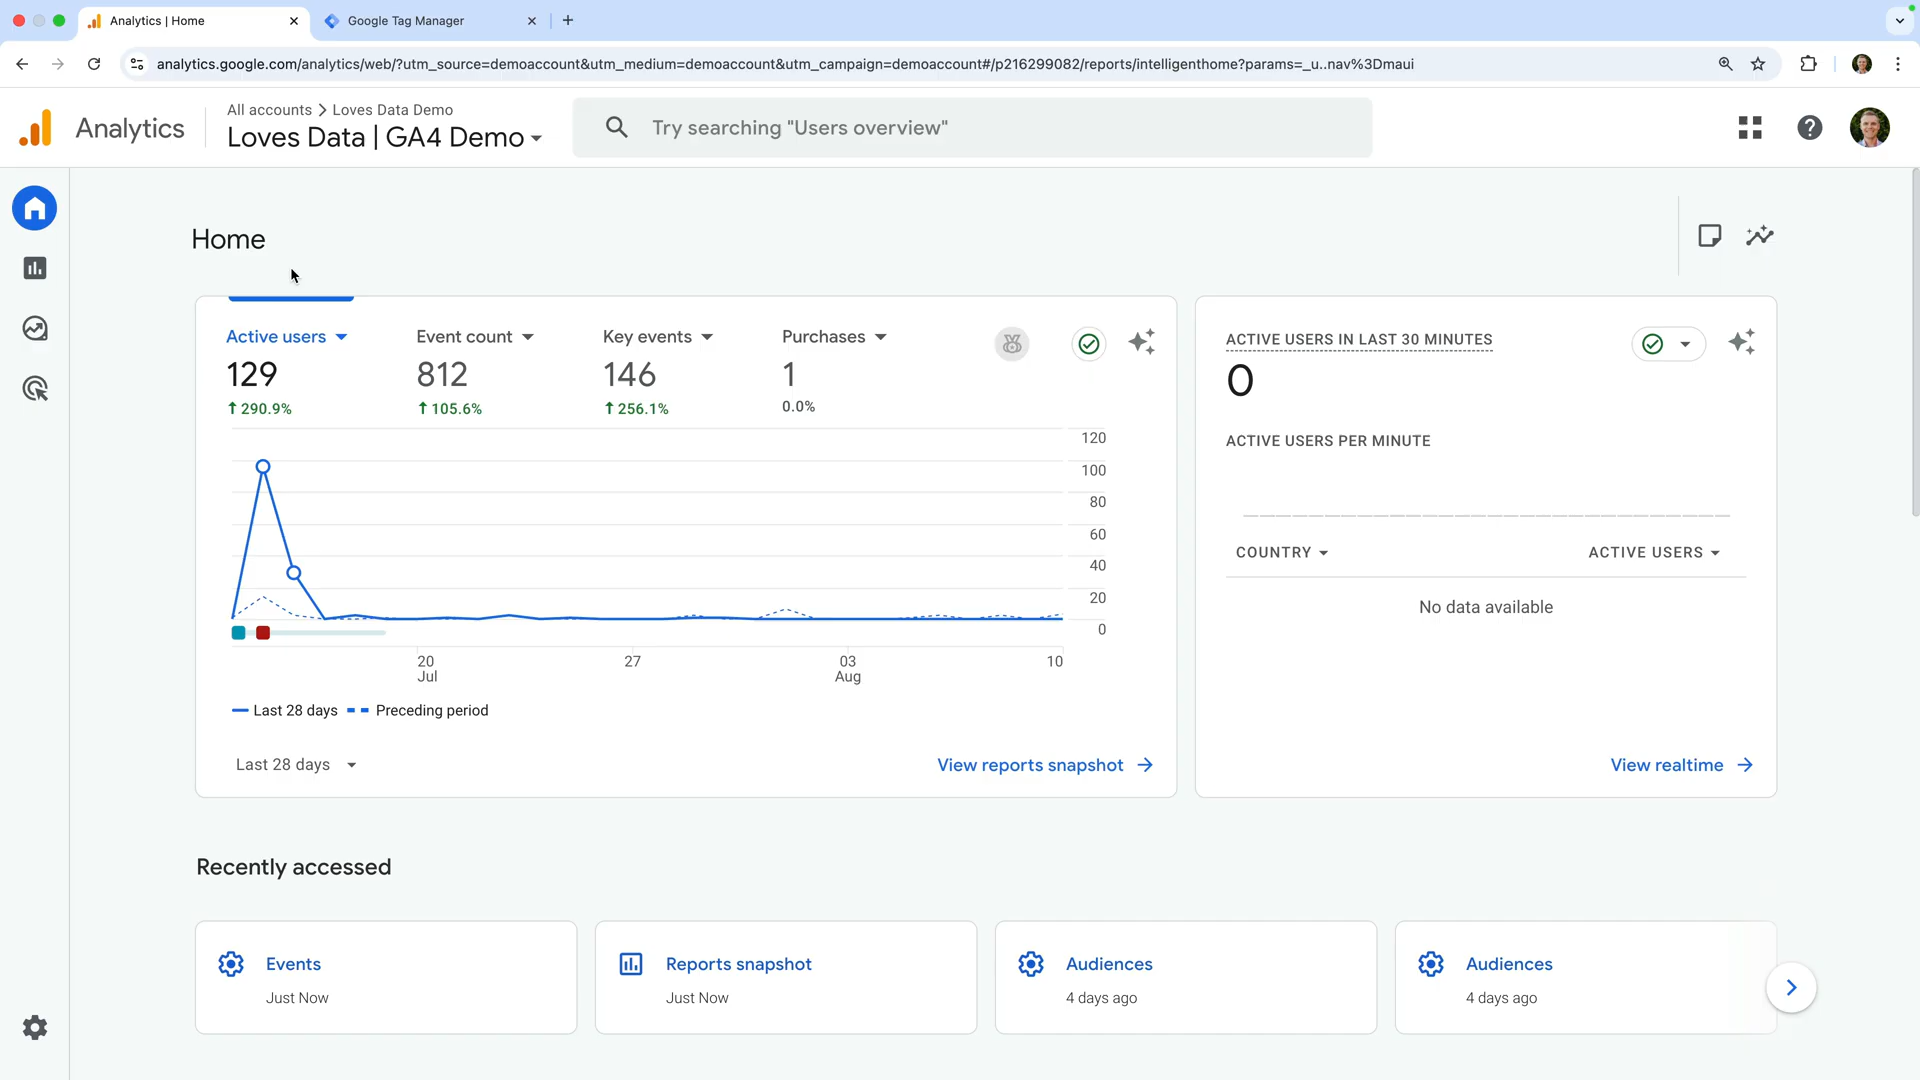 Analytics | Home
Google Tag Manager
analytics.google.com/analytics/web/?utm_source=demoaccount&utm_medium=demoaccount&utm_campaign=demoaccount#/p216299082/reports/intelligenthome?params=_u..nav%3Dmaui
Analytics
All accounts > Loves Data Demo
Loves Data | GA4 Demo
Try searching "Users overview"
Home
Active users
129
290.9%
Event count
812
105.6%
Key events
146
256.1%
Purchases
1
0.0%
120
100
80
60
40
20
0
20
Jul
27
03
Aug
10
Last 28 days
Preceding period
Last 28 days
View reports snapshot
ACTIVE USERS IN LAST 30 MINUTES
0
ACTIVE USERS PER MINUTE
COUNTRY
ACTIVE USERS
No data available
View realtime
Recently accessed
Events
Just Now
Reports snapshot
Just Now
Audiences
4 days ago
Audiences
4 days ago